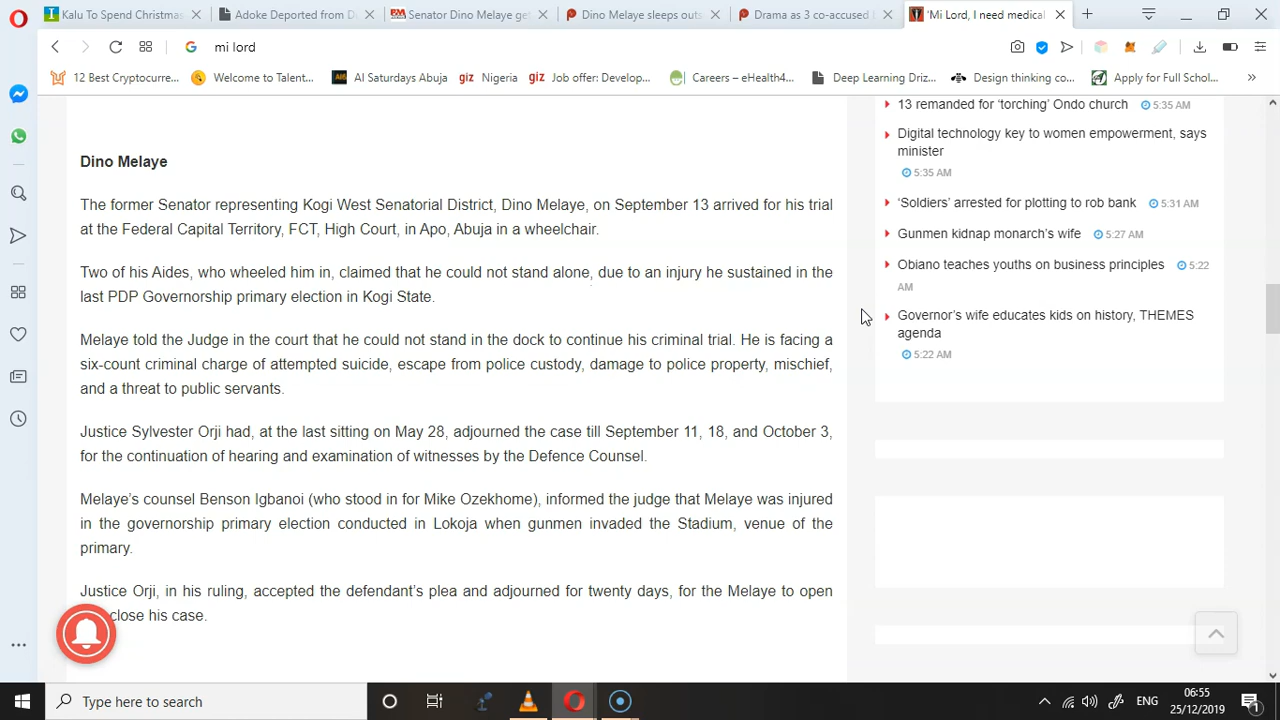 Kalu To Spend Christmas
Adoke Deported from D
Senator Dino Melaye ge
Dino Melaye sleeps outs
Drama as 3 co-accused
'Mi Lord, I need medical
mi lord
12 Best Cryptocurre...
Welcome to Talent...
AI Saturdays Abuja
giz Nigeria
giz Job offer: Develop...
Careers – eHealth4...
Deep Learning Driz...
Design thinking co...
Apply for Full Schol...
Dino Melaye
The former Senator representing Kogi West Senatorial District, Dino Melaye, on September 13 arrived for his trial
at the Federal Capital Territory, FCT, High Court, in Apo, Abuja in a wheelchair.
Two of his Aides, who wheeled him in, claimed that he could not stand alone, due to an injury he sustained in the
last PDP Governorship primary election in Kogi State.
Melaye told the Judge in the court that he could not stand in the dock to continue his criminal trial. He is facing a
six-count criminal charge of attempted suicide, escape from police custody, damage to police property, mischief,
and a threat to public servants.
Justice Sylvester Orji had, at the last sitting on May 28, adjourned the case till September 11, 18, and October 3,
for the continuation of hearing and examination of witnesses by the Defence Counsel.
Melaye's counsel Benson Igbanoi (who stood in for Mike Ozekhome), informed the judge that Melaye was injured
in the governorship primary election conducted in Lokoja when gunmen invaded the Stadium, venue of the
primary.
Justice Orji, in his ruling, accepted the defendant's plea and adjourned for twenty days, for the Melaye to open
close his case.
13 remanded for 'torching' Ondo church 5:35 AM
Digital technology key to women empowerment, says
minister
5:35 AM
'Soldiers' arrested for plotting to rob bank 5:31 AM
Gunmen kidnap monarch's wife 5:27 AM
Obiano teaches youths on business principles 5:22
AM
Governor's wife educates kids on history, THEMES
agenda
5:22 AM
Type here to search
ENG
06:55
25/12/2019
1